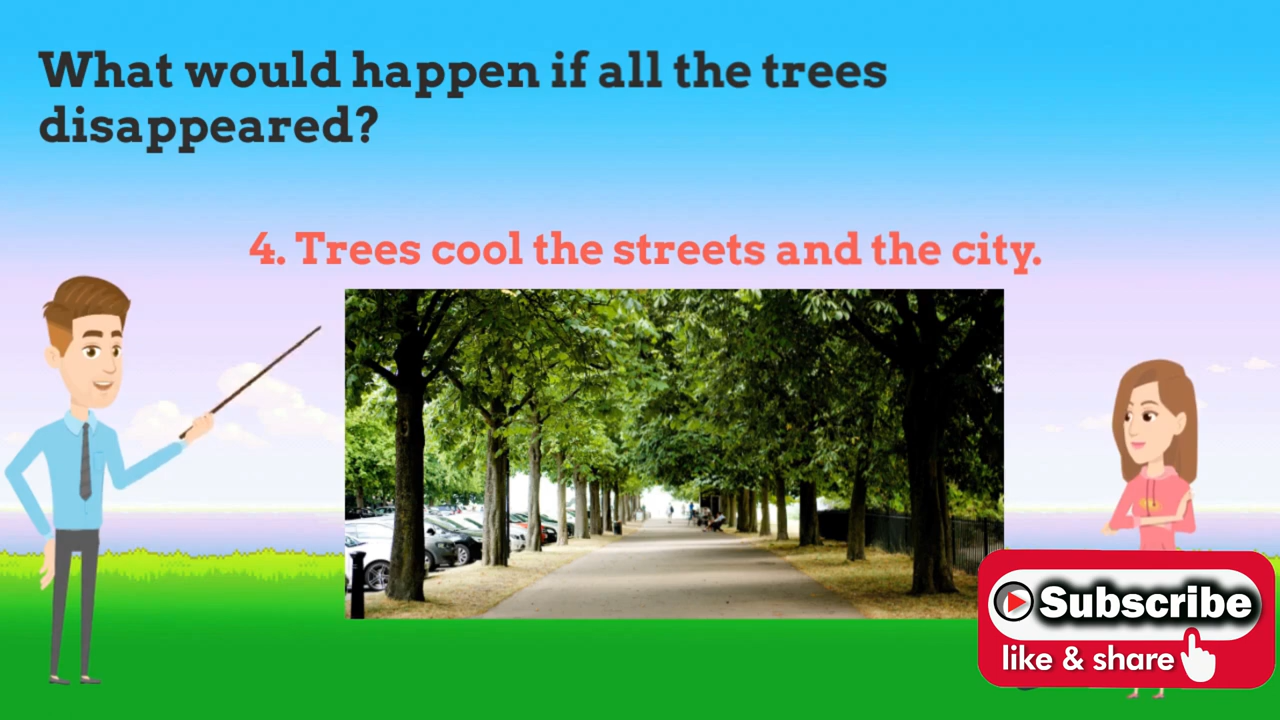 What would happen if all the trees
disappeared?
4. Trees cool the streets and the city.
Subscribe
like & share